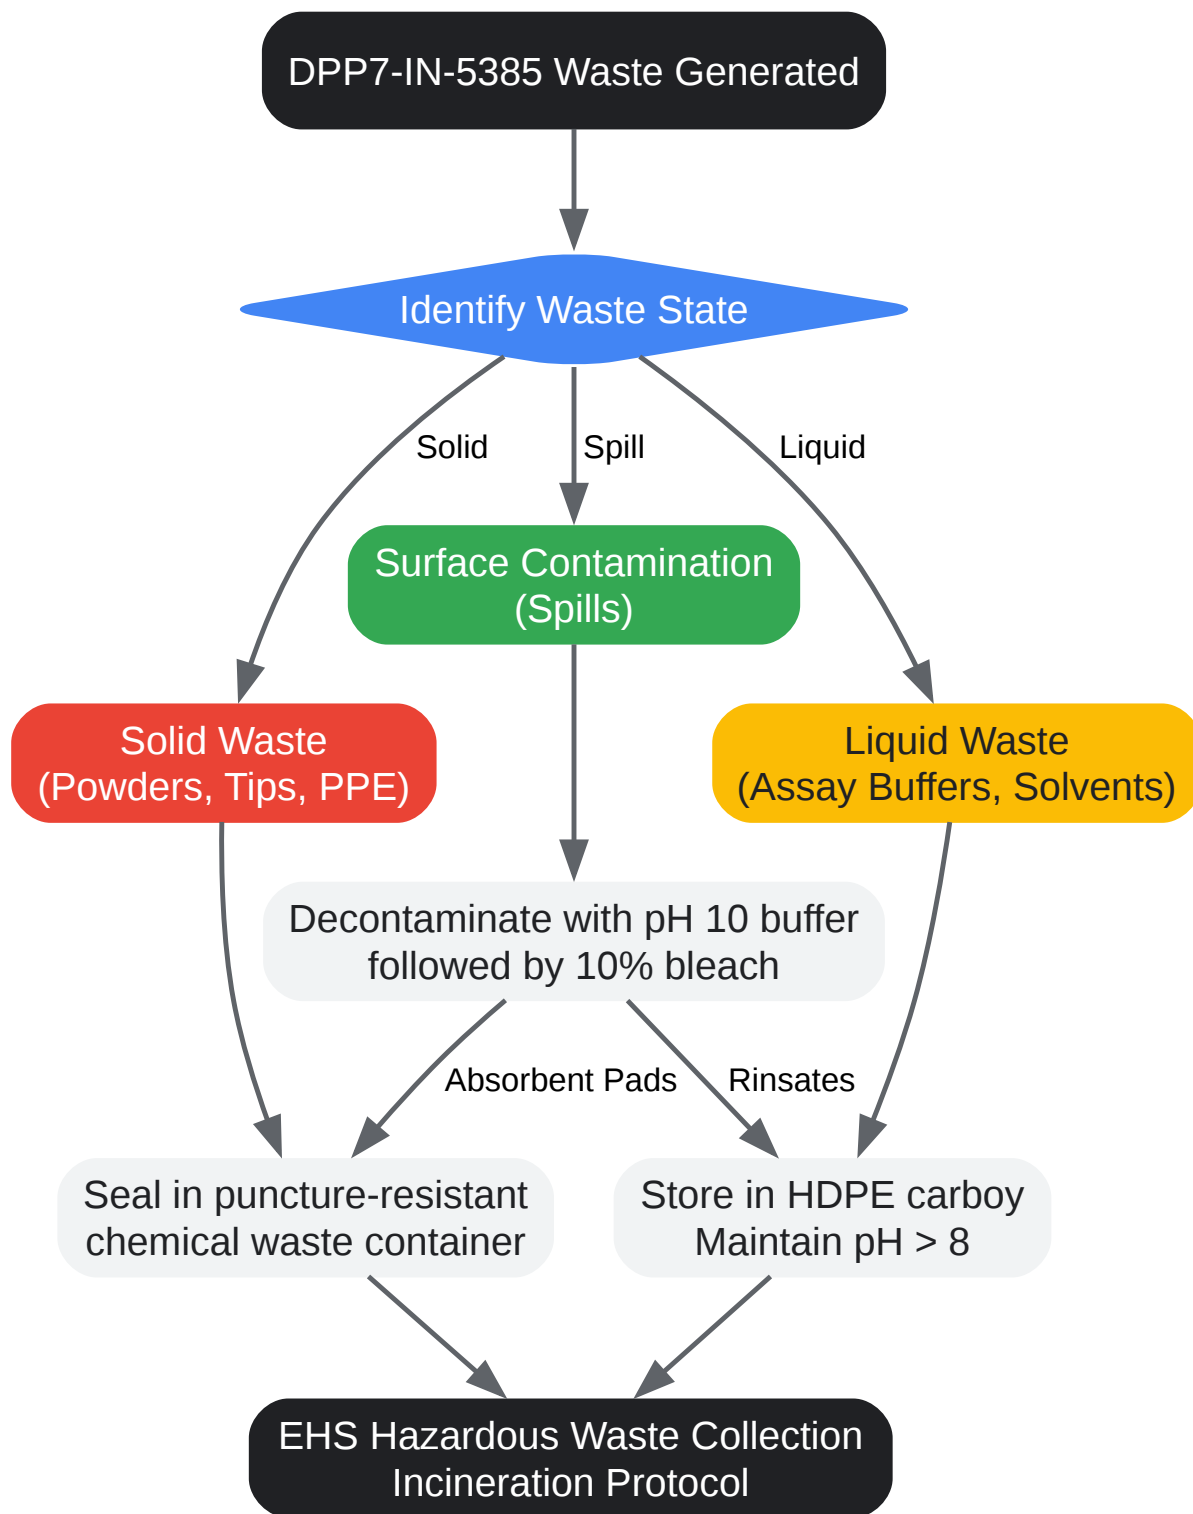 DPP7-IN-5385 Waste Generated
Identify Waste State
Solid
Spill
Liquid
Surface Contamination
(Spills)
Solid Waste
(Powders, Tips, PPE)
Liquid Waste
(Assay Buffers, Solvents)
Decontaminate with pH 10 buffer
followed by 10% bleach
Absorbent Pads
Rinsates
Seal in puncture-resistant
chemical waste container
Store in HDPE carboy
Maintain pH > 8
EHS Hazardous Waste Collection
Incineration Protocol